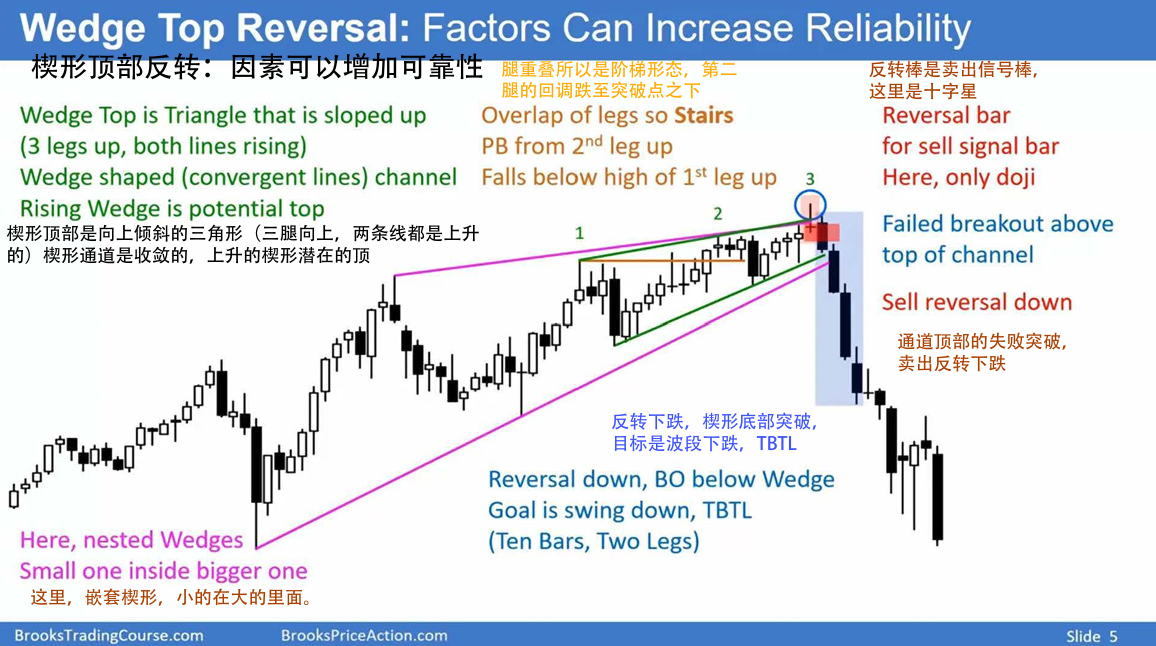 Wedge Top Reversal: Factors Can Increase Reliability
楔形顶部反转：因素可以增加可靠性
腿重叠所以是阶梯形态，第二
腿的回调跌至突破点之下
反转棒是卖出信号棒，
这里是十字星
Wedge Top is Triangle that is sloped up
(3 legs up, both lines rising)
Wedge shaped (convergent lines) channel
Rising Wedge is potential top
楔形顶部是向上倾斜的三角形（三腿向上，两条线都是上升
的）楔形通道是收敛的，上升的楔形潜在的顶
Overlap of legs so Stairs
PB from 2nd leg up
Falls below high of 1st leg up
Reversal bar
for sell signal bar
Here, only doji
1
2
3
Failed breakout above
top of channel
Sell reversal down
通道顶部的失败突破，
卖出反转下跌
反转下跌，楔形底部突破，
目标是波段下跌，TBTL
Reversal down, BO below Wedge
Goal is swing down, TBTL
(Ten Bars, Two Legs)
Here, nested Wedges
Small one inside bigger one
这里，嵌套楔形，小的在大的里面。
BrooksTradingCourse.com
BrooksPriceAction.com
Slide 5